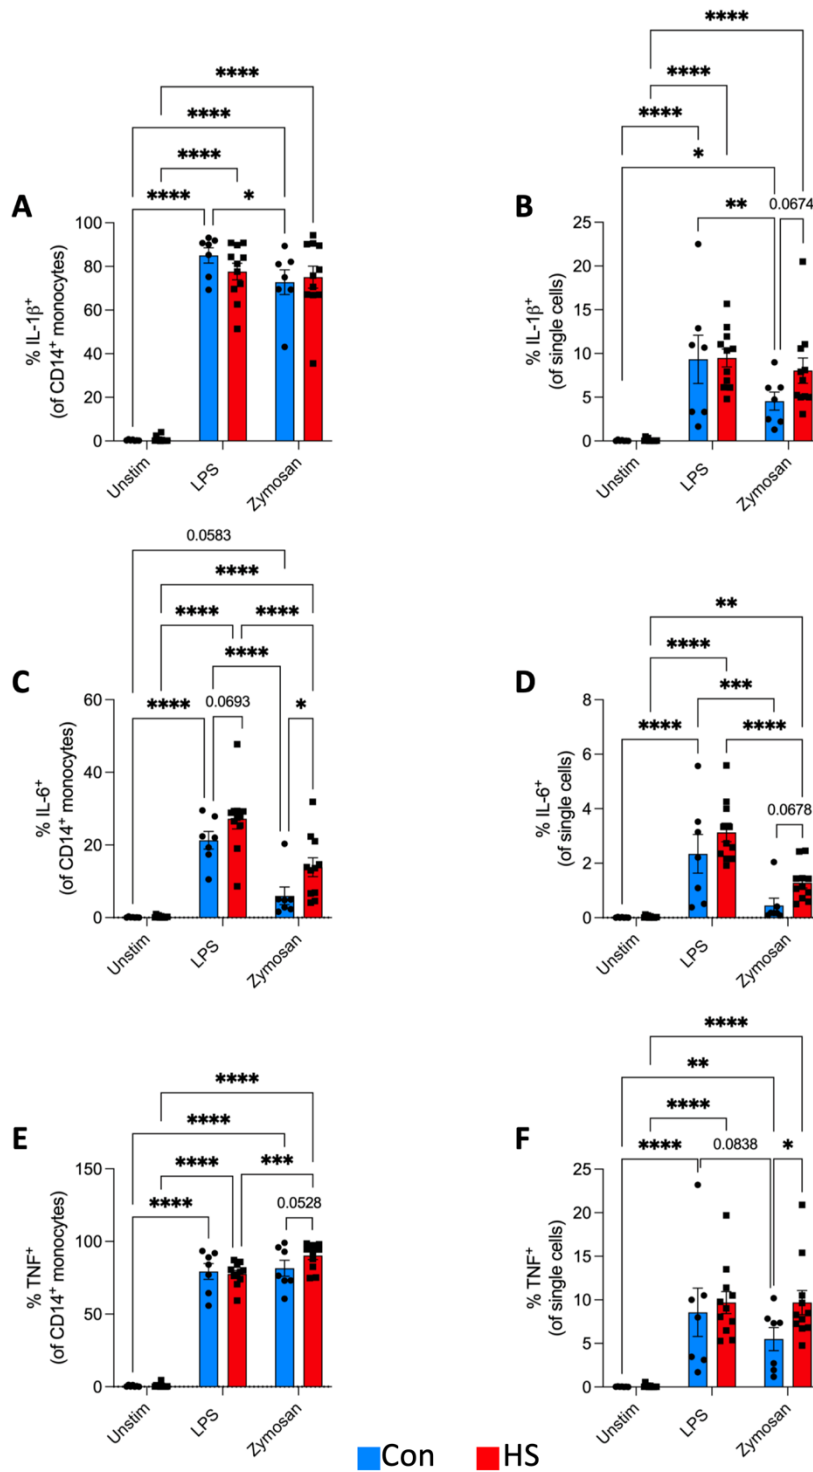 ****
****
****
****
****
****
****
****
*
*
A
B
0.0674
**
% IL-1β⁺
(of CD14⁺ monocytes)
100
80
60
40
20
0
Unstim
LPS
Zymosan
% IL-1β⁺
(of single cells)
25
20
15
10
5
0
Unstim
LPS
Zymosan
0.0583
****
****
****
****
C
****
0.0693
*
% IL-6⁺
(of CD14⁺ monocytes)
60
40
20
0
Unstim
LPS
Zymosan
**
****
D
***
****
****
0.0678
% IL-6⁺
(of single cells)
8
6
4
2
0
Unstim
LPS
Zymosan
****
****
E
****
***
****
0.0528
% TNF⁺
(of CD14⁺ monocytes)
150
100
50
0
Unstim
LPS
Zymosan
****
**
****
F
****
0.0838
*
% TNF⁺
(of single cells)
25
20
15
10
5
0
Unstim
LPS
Zymosan
Con
HS